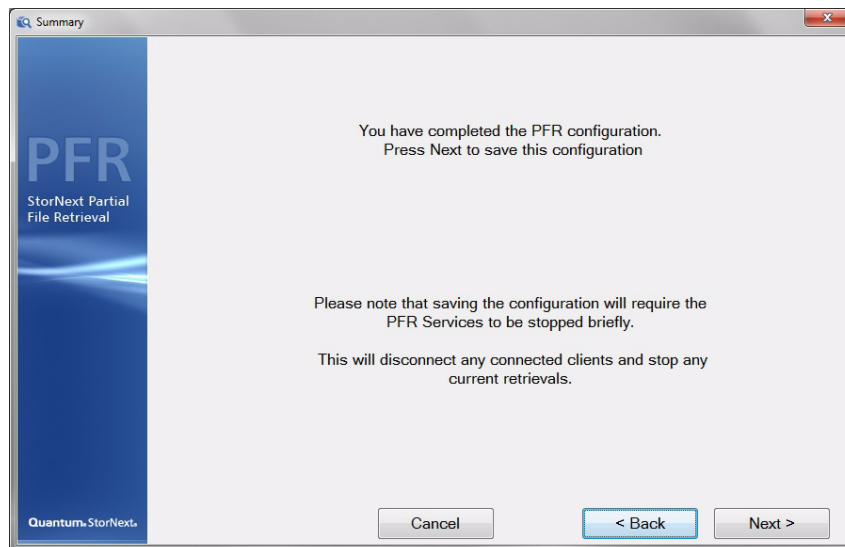 Summary
PFR
StorNext Partial
File Retrieval
You have completed the PFR configuration.
Press Next to save this configuration
Please note that saving the configuration will require the
PFR Services to be stopped briefly.
This will disconnect any connected clients and stop any
current retrievals.
Quantum. StorNext.
Cancel
< Back
Next >